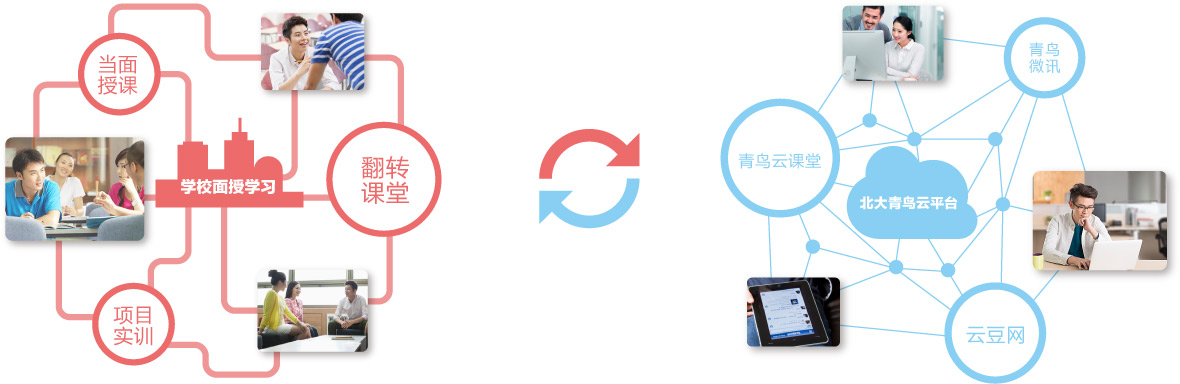 当面
授课
学校面授学习
翻转
课堂
项目
实训
青鸟
微讯
青鸟云课堂
北大青鸟云平台
云豆网